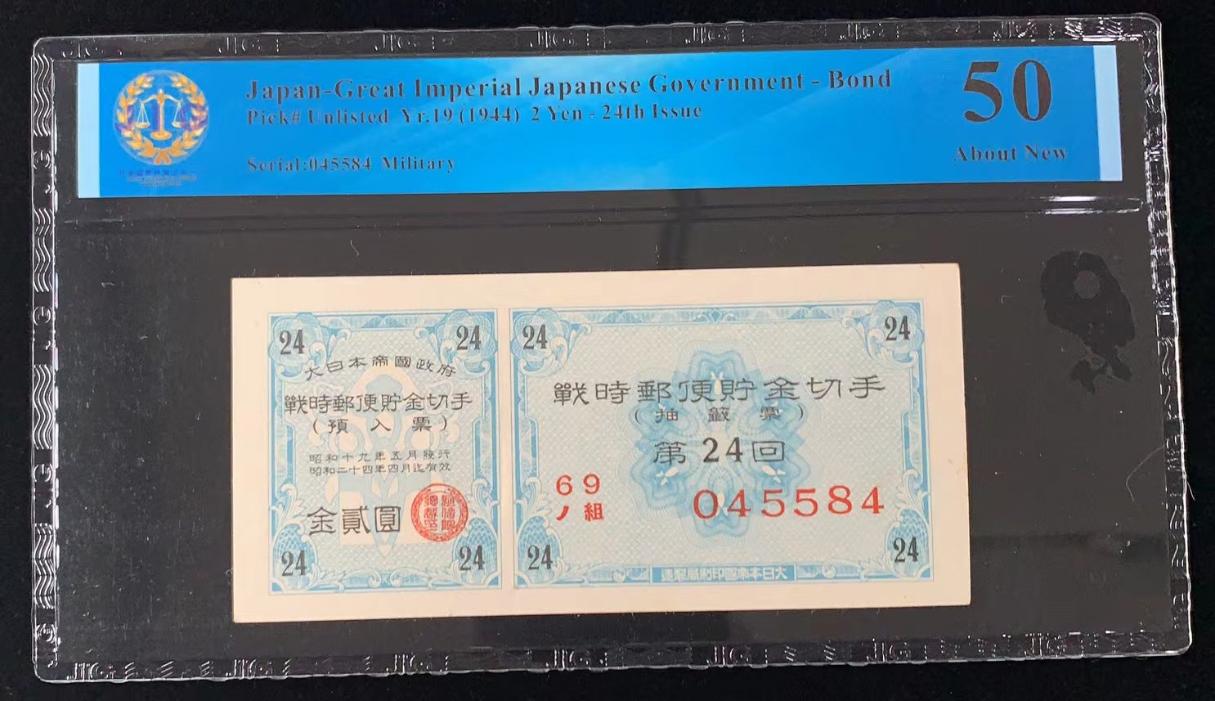 Japan-Great Imperial Japanese Government - Bond
Pick# Unlisted Yr.19 (1944) 2 Yen - 24th Issue
Serial:045584 Military
50
About New
24
24
大日本帝國政府
戰時郵便貯金切手
(預入票)
昭和十九年五月發行
昭和二十四年四月迄有效
金貳圓
24
24
24
24
戰時郵便貯金切手
(抽籤票)
第24回
69
ノ組
045584
24
24
大日本帝國印刷局製造